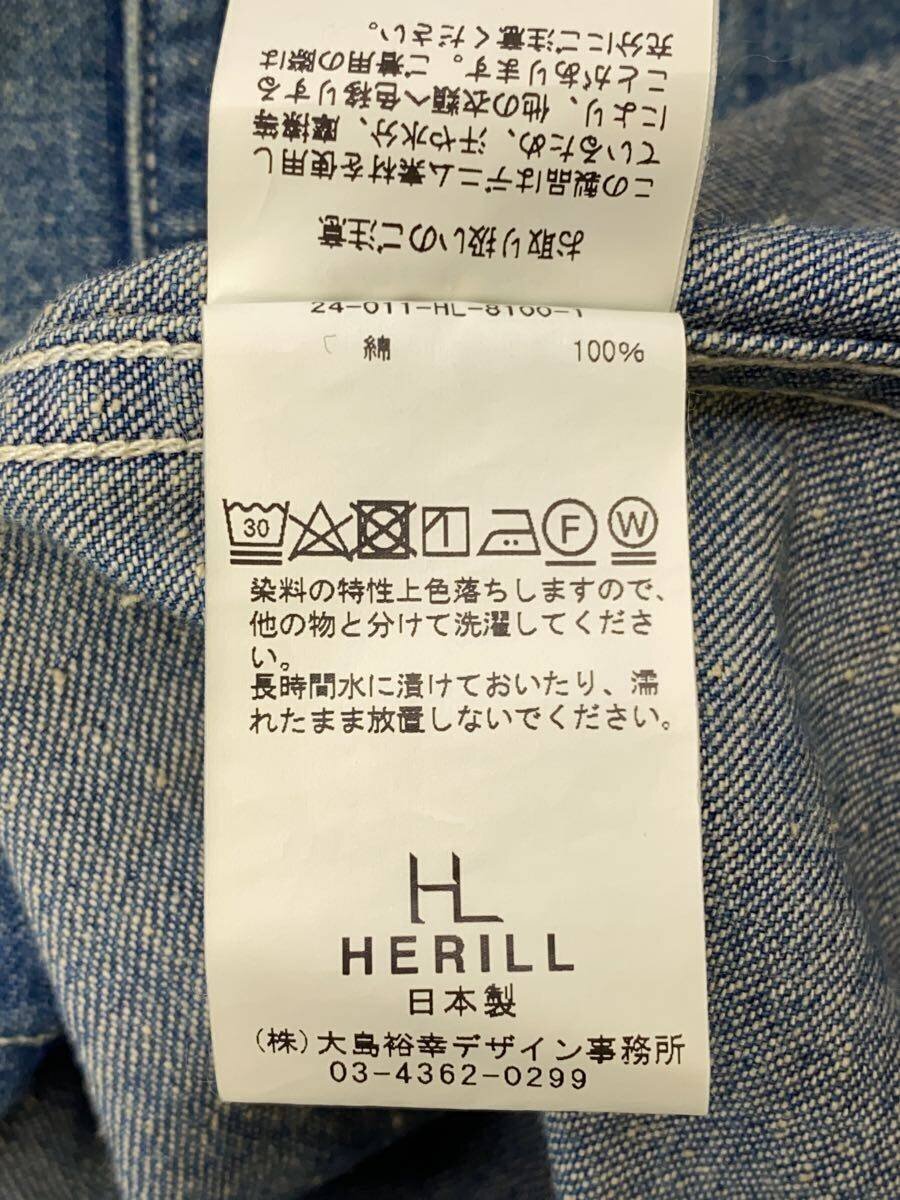 お取り扱いのご注意
この製品はデニム素材を使用し
ているため、汗や水分、摩擦等
により、他の衣類へ色移りする
ことがあります。ご着用の際は
充分にご注意ください。
24-011-HL-8100-1
綿 100%
30 F W
染料の特性上色落ちしますので、
他の物と分けて洗濯してくださ
い。
長時間水に漬けておいたり、濡
れたまま放置しないでください。
HL
HERILL
日本製
(株)大島裕幸デザイン事務所
03-4362-0299